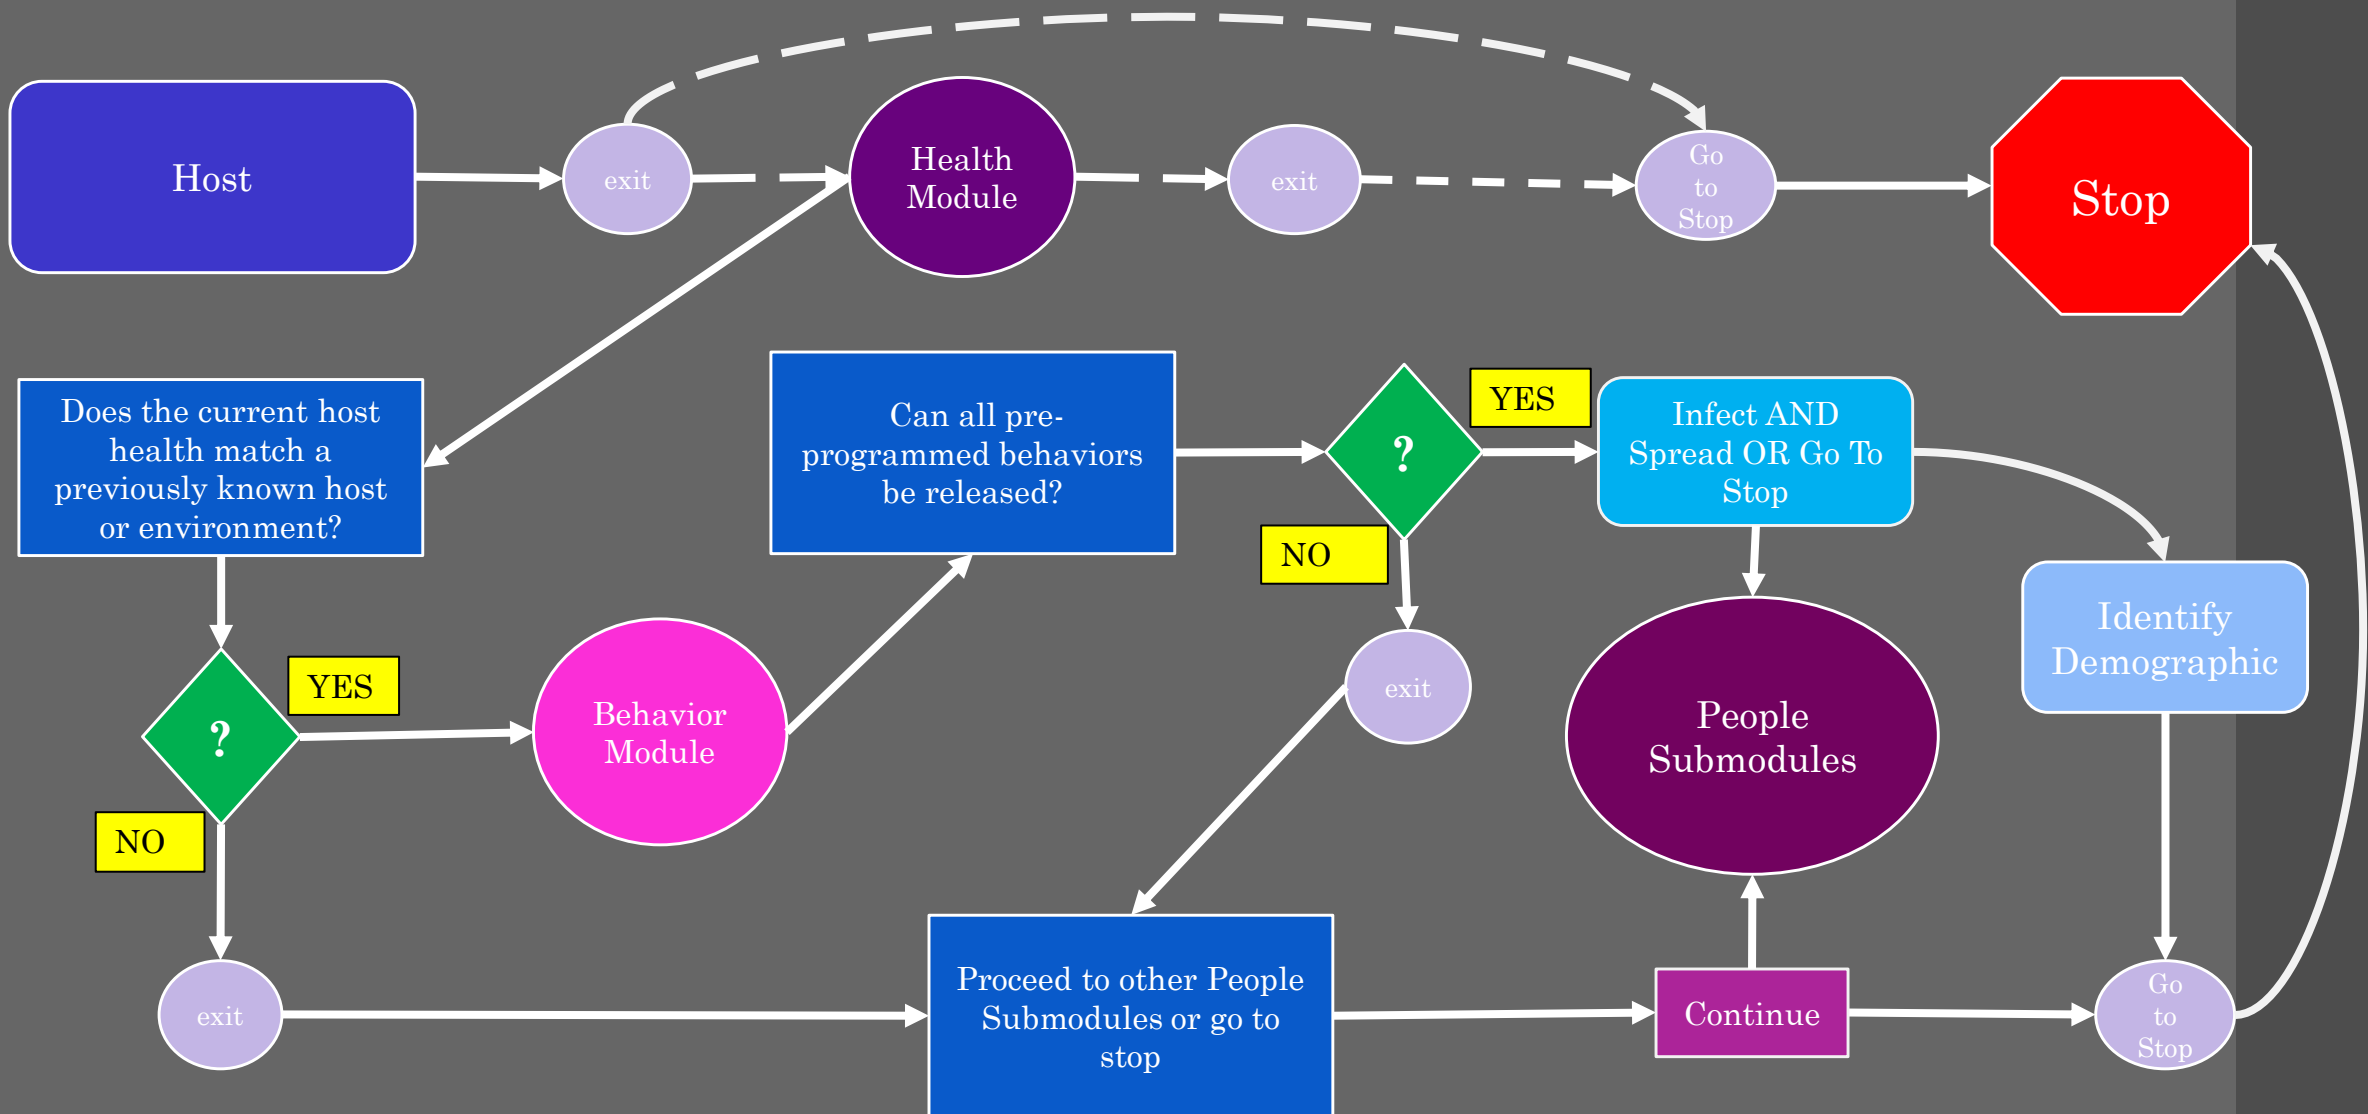 Host
exit
Health
Module
exit
Go
to
Stop
Stop
Does the current host
health match a
previously known host
or environment?
Can all pre-
programmed behaviors
be released?
?
YES
NO
Infect AND
Spread OR Go To
Stop
Identify
Demographic
?
YES
NO
Behavior
Module
exit
People
Submodules
exit
Proceed to other People
Submodules or go to
stop
Continue
Go
to
Stop